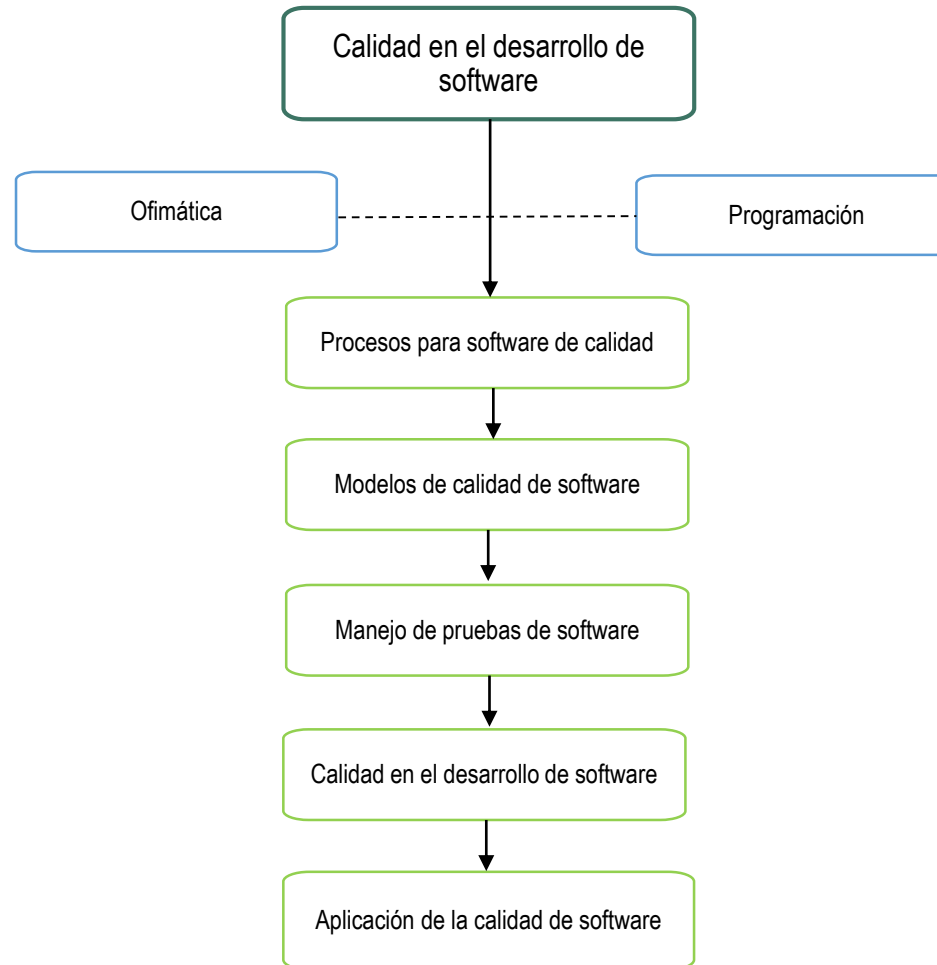 Calidad en el desarrollo de
software
Ofimática
Programación
Procesos para software de calidad
Modelos de calidad de software
Manejo de pruebas de software
Calidad en el desarrollo de software
Aplicación de la calidad de software